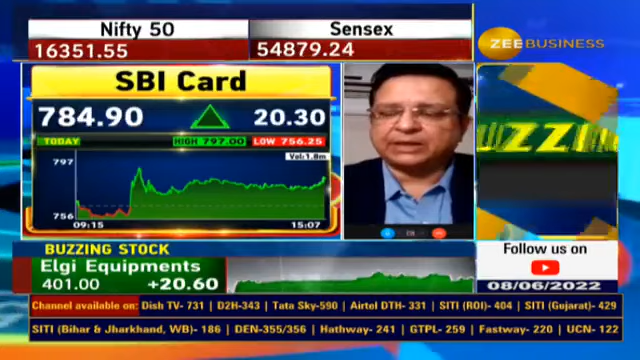 Nifty 50
16351.55
Sensex
54879.24
ZEE BUSINESS
SBI Card
784.90 20.30
TODAY HIGH 797.00 LOW 756.25
Vol:1.8m
797
756
09:15 15:07
BUZZING STOCK
Elgi Equipments
401.00 +20.60
Follow us on
08/06/2022
Channel available on: Dish TV- 731 | D2H-343 | Tata Sky-590 | Airtel DTH- 331 | SITI (ROI)- 404 | SITI (Gujarat)- 429
SITI (Bihar & Jharkhand, WB)- 186 | DEN-355/356 | Hathway- 241 | GTPL- 259 | Fastway- 220 | UCN- 122